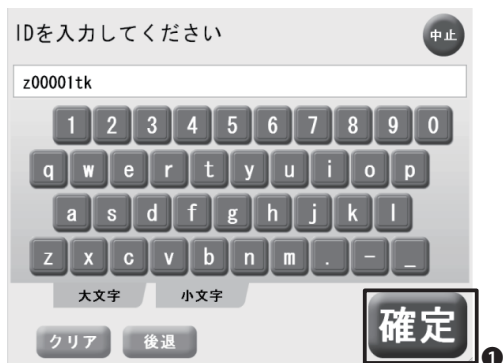 IDを入力してください
中止
z00001tk
1 2 3 4 5 6 7 8 9 0
q w e r t y u i o p
a s d f g h j k l
z x c v b n m . - _
大文字 小文字
クリア 後退 確定
❶